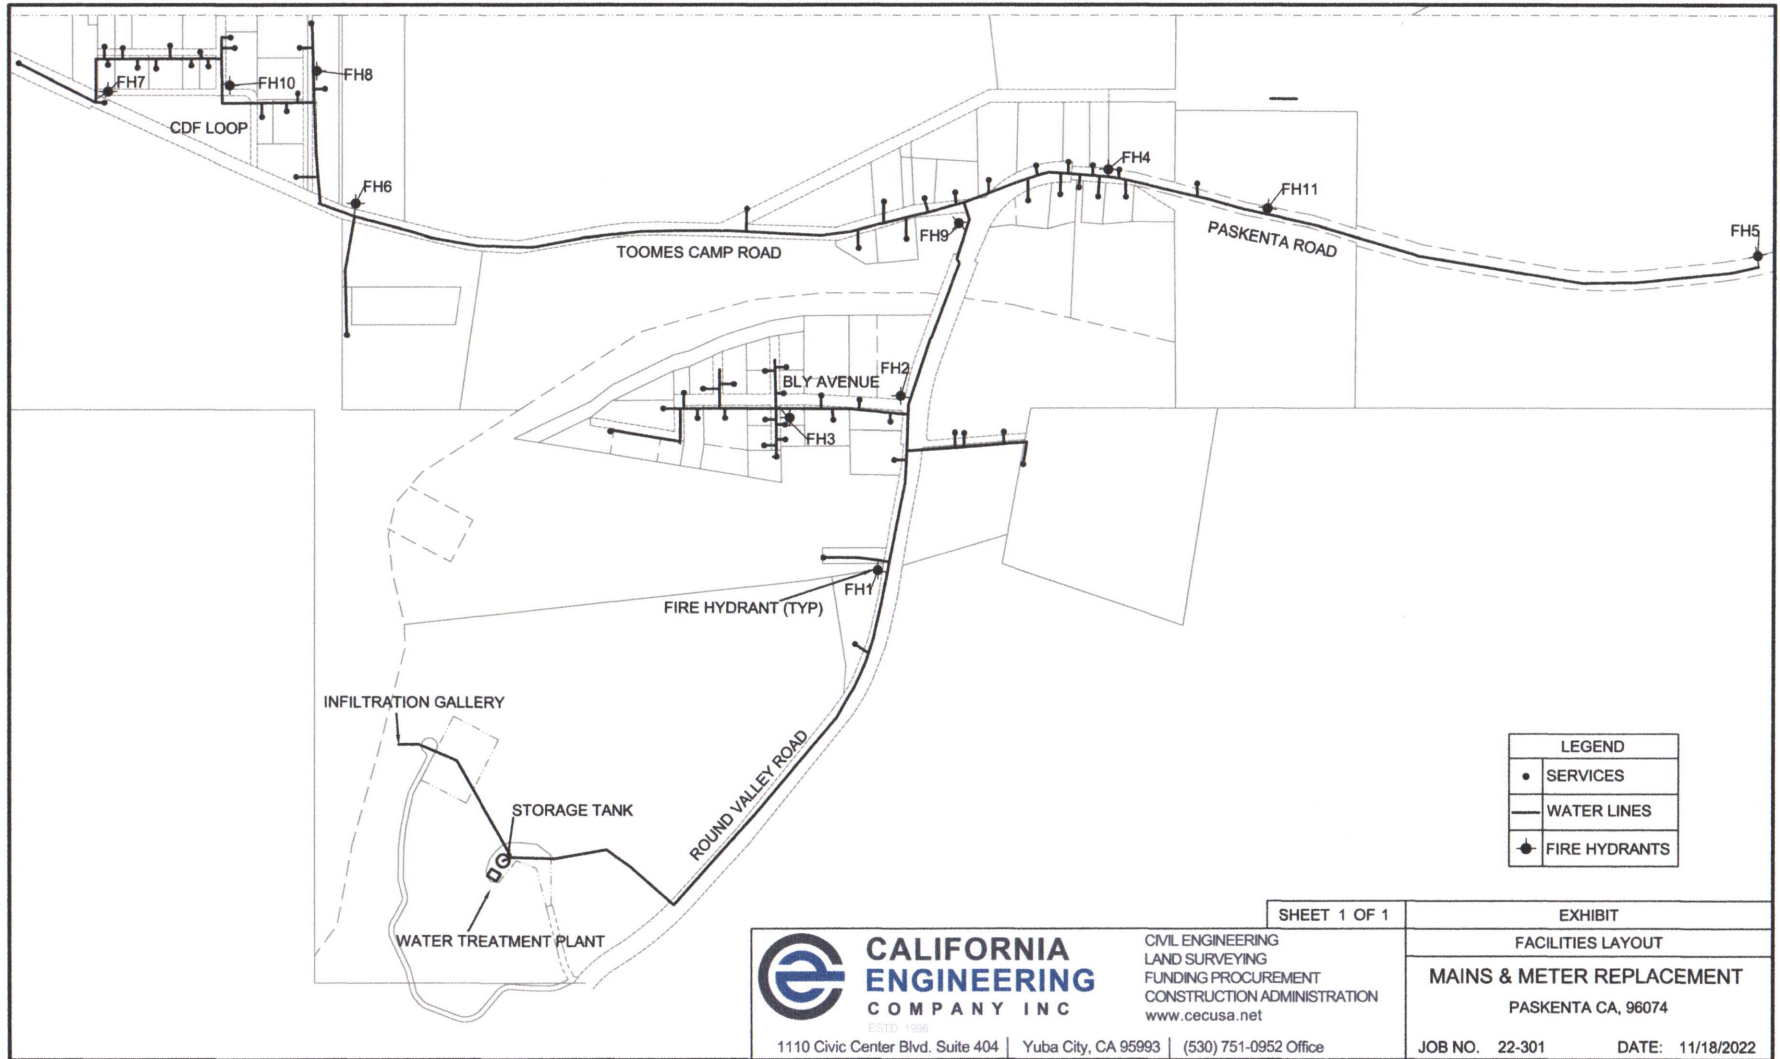 FH7
FH10
FH8
CDF LOOP
FH6
FH4
FH11
FH9
FH5
TOOMES CAMP ROAD
PASKENTA ROAD
FH2
BLY AVENUE
FH3
FH1
FIRE HYDRANT (TYP)
INFILTRATION GALLERY
STORAGE TANK
ROUND VALLEY ROAD
WATER TREATMENT PLANT
LEGEND
SERVICES
WATER LINES
FIRE HYDRANTS
CALIFORNIA
ENGINEERING
COMPANY INC
ESTD 1996
CIVIL ENGINEERING
LAND SURVEYING
FUNDING PROCUREMENT
CONSTRUCTION ADMINISTRATION
www.cecusa.net
1110 Civic Center Blvd. Suite 404 | Yuba City, CA 95993 | (530) 751-0952 Office
SHEET 1 OF 1
EXHIBIT
FACILITIES LAYOUT
MAINS & METER REPLACEMENT
PASKENTA CA, 96074
JOB NO. 22-301 DATE: 11/18/2022